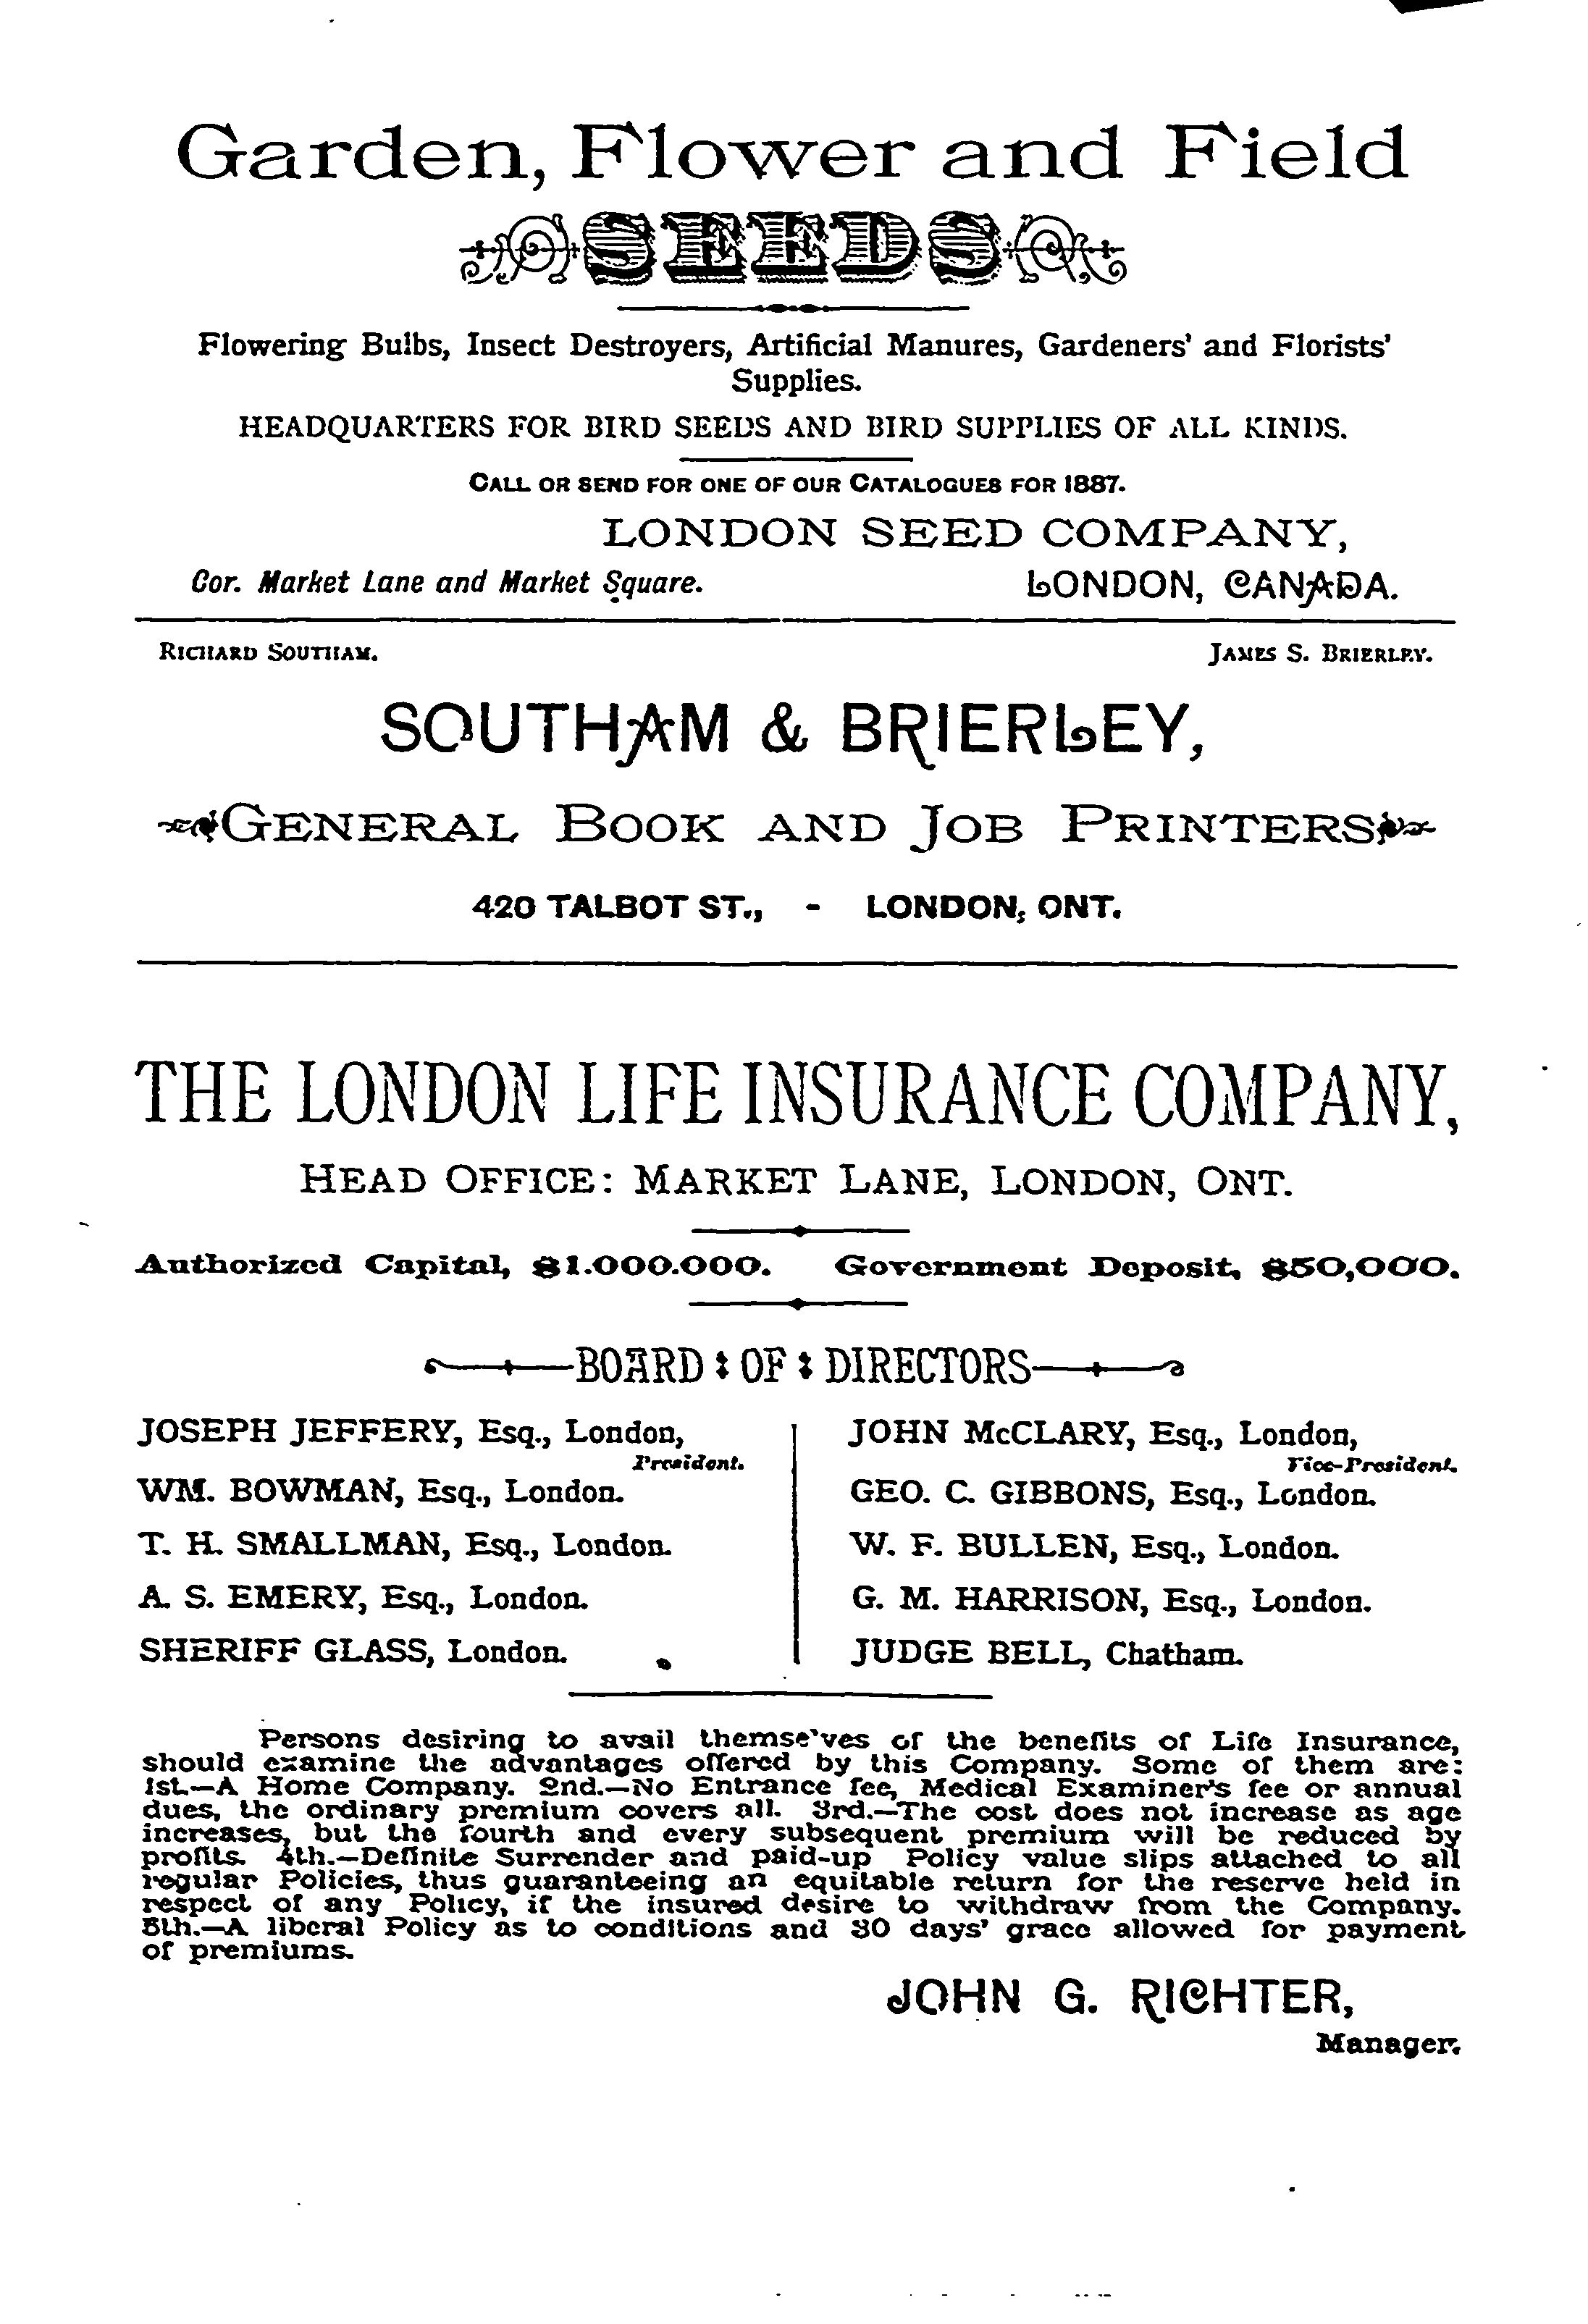 Garden, Flower and Field
SEEDS
Flowering Bulbs, Insect Destroyers, Artificial Manures, Gardeners' and Florists'
Supplies.
HEADQUARTERS FOR BIRD SEEDS AND BIRD SUPPLIES OF ALL KINDS.
CALL OR SEND FOR ONE OF OUR CATALOGUES FOR 1887.
LONDON SEED COMPANY,
Cor. Market Lane and Market Square. LONDON, CANADA.
RICHARD SOUTHAM. JAMES S. BRIERLEY.
SOUTHAM & BRIERLEY,
GENERAL BOOK AND JOB PRINTERS
420 TALBOT ST., - LONDON, ONT.
THE LONDON LIFE INSURANCE COMPANY,
HEAD OFFICE: MARKET LANE, LONDON, ONT.
Authorized Capital, $1.000.000. Government Deposit, $50,000.
BOARD : OF : DIRECTORS
JOSEPH JEFFERY, Esq., London,
President.
WM. BOWMAN, Esq., London.
T. H. SMALLMAN, Esq., London.
A. S. EMERY, Esq., London.
SHERIFF GLASS, London.
JOHN McCLARY, Esq., London,
Vice-President.
GEO. C. GIBBONS, Esq., London.
W. F. BULLEN, Esq., London.
G. M. HARRISON, Esq., London.
JUDGE BELL, Chatham.
Persons desiring to avail themse'ves of the benefits of Life Insurance,
should examine the advantages offered by this Company. Some of them are:
1st.—A Home Company. 2nd.—No Entrance fee, Medical Examiner's fee or annual
dues, the ordinary premium covers all. 3rd.—The cost does not increase as age
increases, but the fourth and every subsequent premium will be reduced by
profits. 4th.—Definite Surrender and paid-up Policy value slips attached to all
regular Policies, thus guaranteeing an equitable return for the reserve held in
respect of any Policy, if the insured desire to withdraw from the Company.
5th.—A liberal Policy as to conditions and 30 days' grace allowed for payment
of premiums.
JOHN G. RICHTER,
Manager.